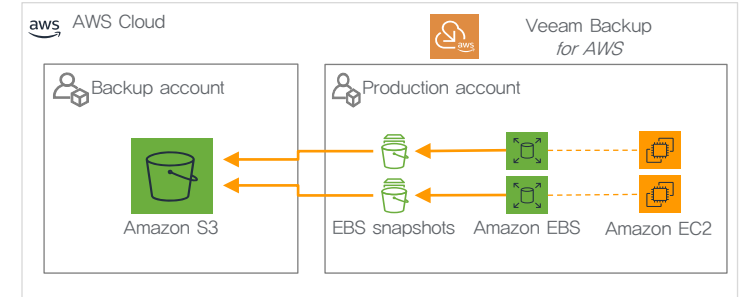 aws
AWS Cloud
aws
Veeam Backup
for AWS
Backup account
Production account
Amazon S3
EBS snapshots
Amazon EBS
Amazon EC2